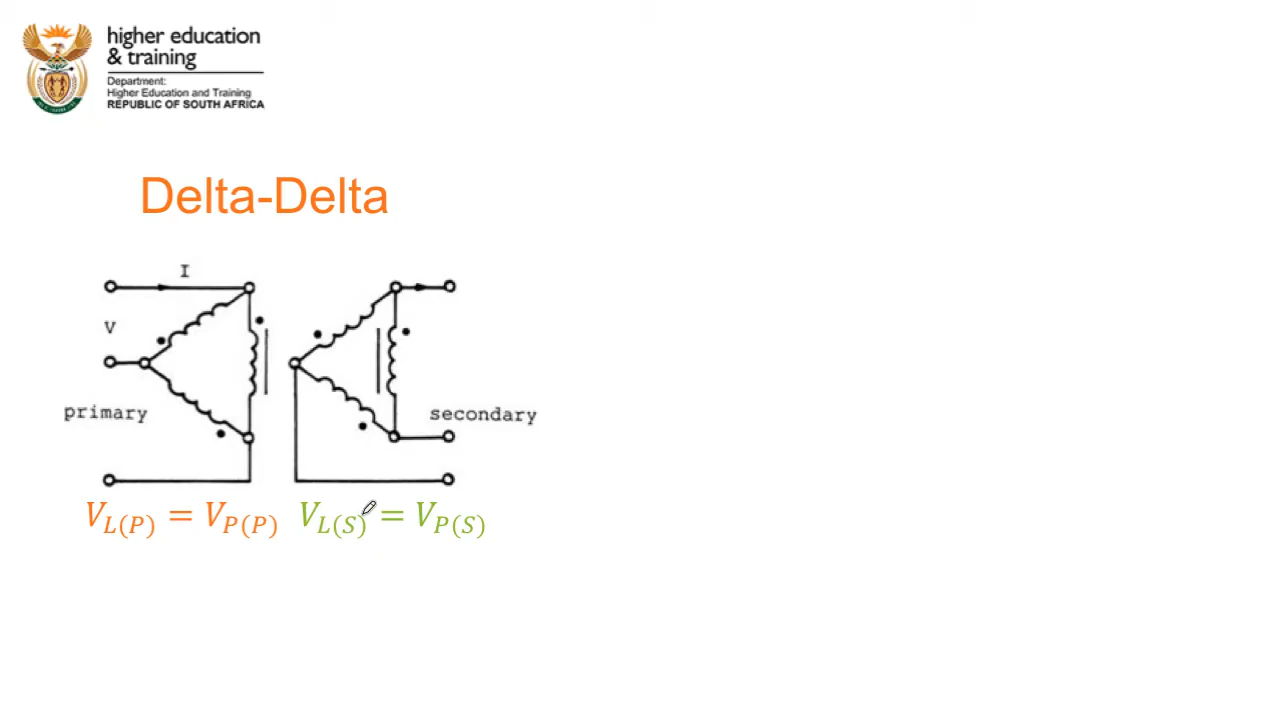 higher education
& training
Department:
Higher Education and Training
REPUBLIC OF SOUTH AFRICA
Delta-Delta
I
V
primary
secondary
V_{L(P)} = V_{P(P)} V_{L(S)} = V_{P(S)}